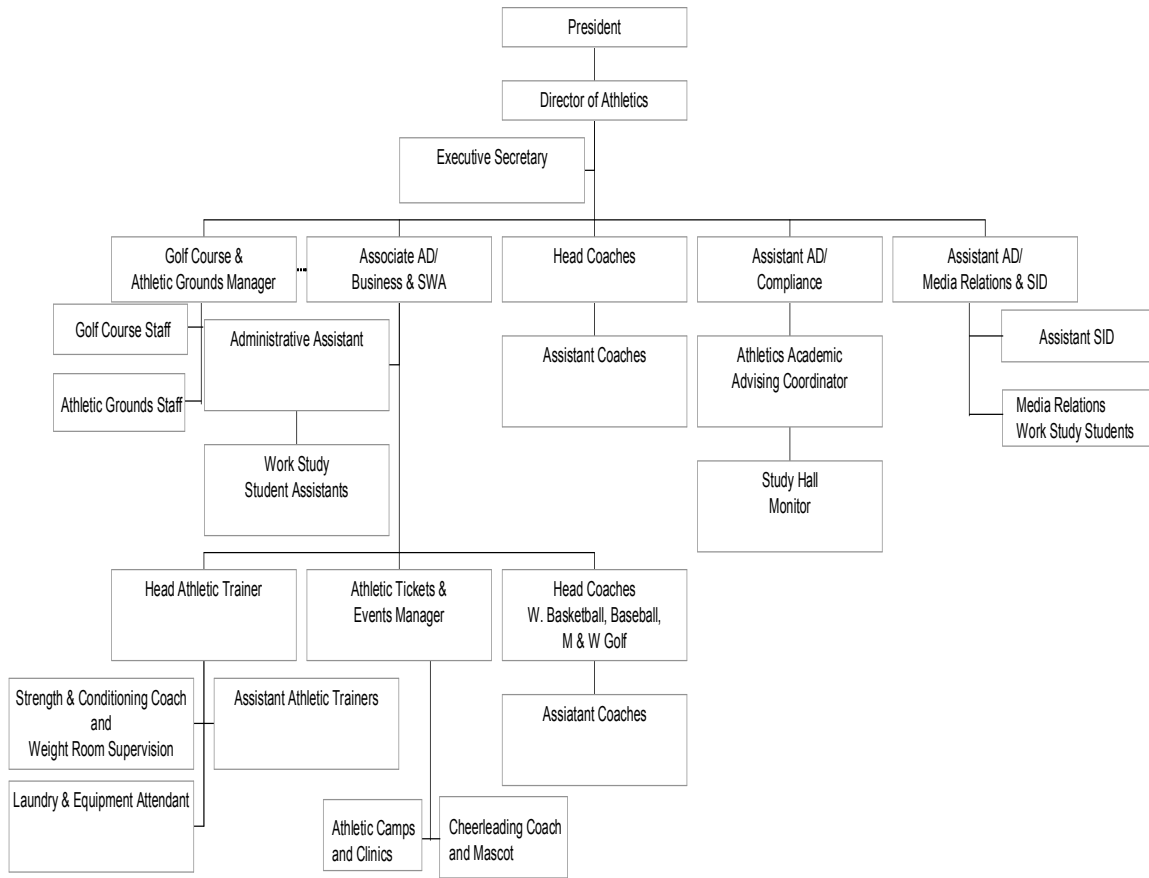 President
Director of Athletics
Executive Secretary
Golf Course &
Athletic Grounds Manager
Associate AD/
Business & SWA
Head Coaches
Assistant AD/
Compliance
Assistant AD/
Media Relations & SID
Golf Course Staff
Administrative Assistant
Assistant Coaches
Athletics Academic
Advising Coordinator
Assistant SID
Athletic Grounds Staff
Media Relations
Work Study Students
Work Study
Student Assistants
Study Hall
Monitor
Head Athletic Trainer
Athletic Tickets &
Events Manager
Head Coaches
W. Basketball, Baseball,
M & W Golf
Strength & Conditioning Coach
and
Weight Room Supervision
Assistant Athletic Trainers
Assiatant Coaches
Laundry & Equipment Attendant
Athletic Camps
and Clinics
Cheerleading Coach
and Mascot